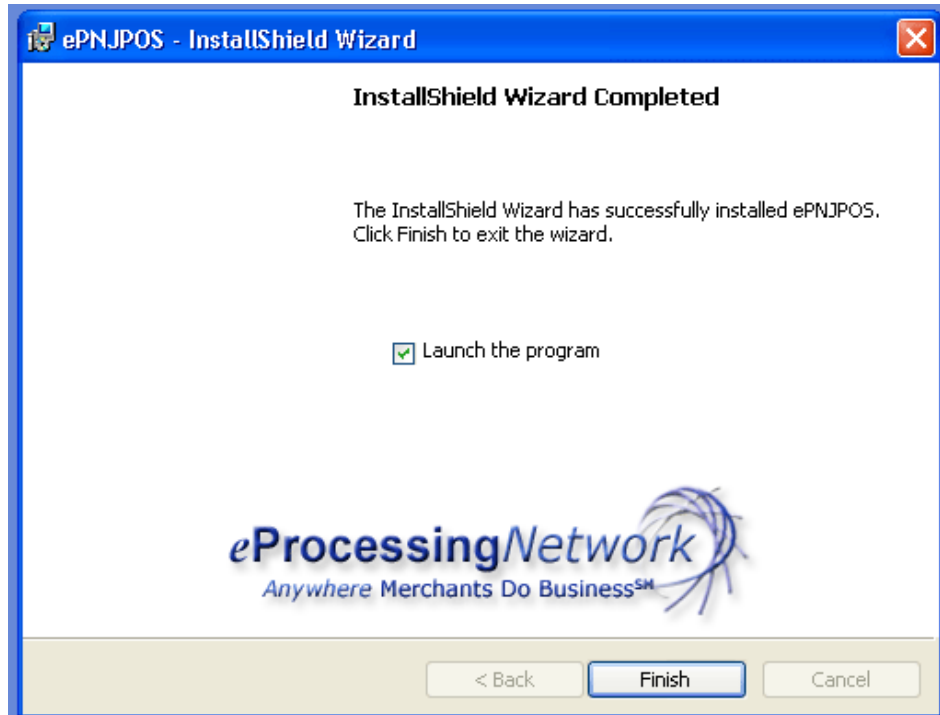 ePNJPOS - InstallShield Wizard
InstallShield Wizard Completed
The InstallShield Wizard has successfully installed ePNJPOS.
Click Finish to exit the wizard.
Launch the program
eProcessingNetwork
Anywhere Merchants Do Business℠
< Back
Finish
Cancel